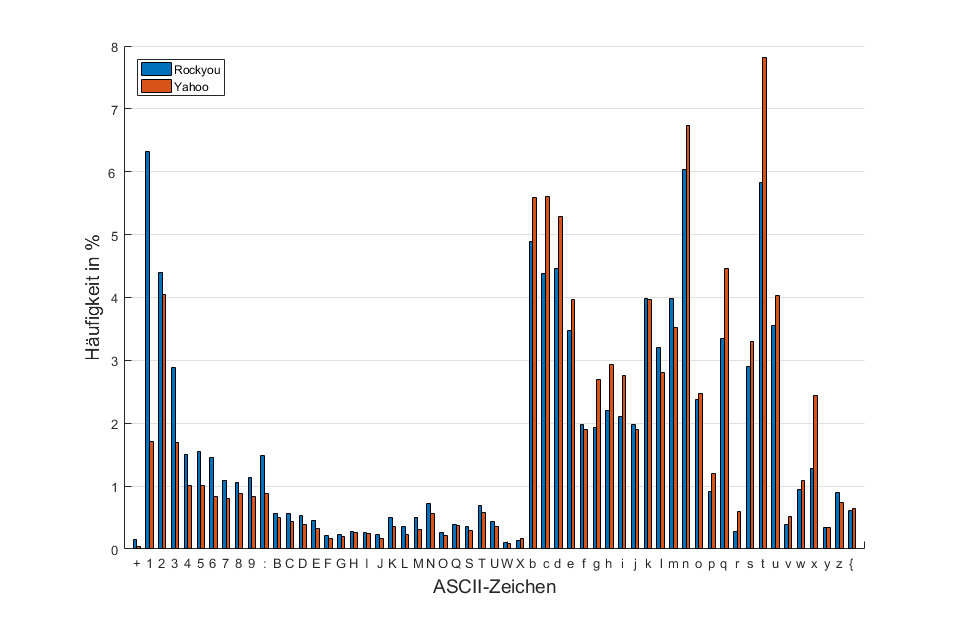 8
Rockyou
Yahoo
7
6
5
4
3
2
1
0
Häufigkeit in %
+ 1 2 3 4 5 6 7 8 9 : B C D E F G H I J K L M N O Q S T U W X b c d e f g h i j k l m n o p q r s t u v w x y z {
ASCII-Zeichen